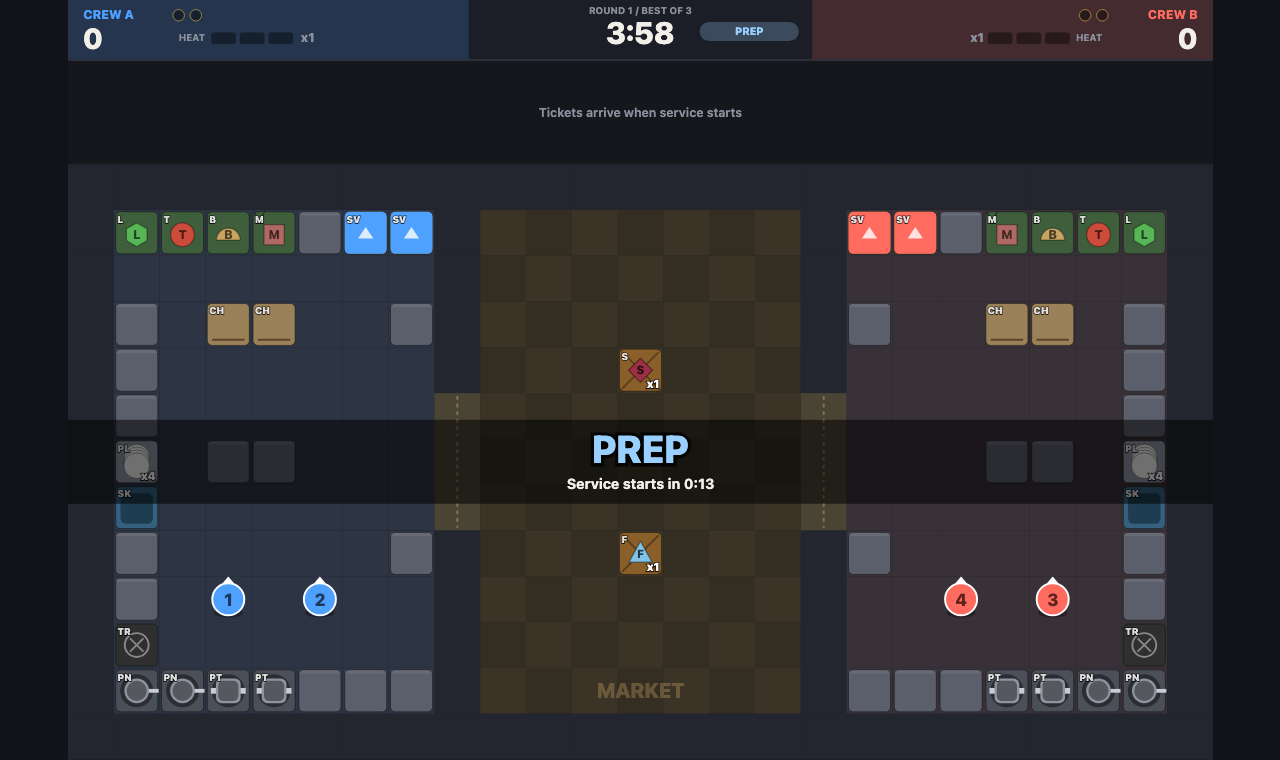 CREW A
0
HEAT
x1
ROUND 1 / BEST OF 3
3:58
PREP
x1
HEAT
CREW B
0
Tickets arrive when service starts
L L
T T
B B
M M
SV
SV
SV
SV
M M
B B
T T
L L
CH
CH
CH
CH
S S x1
PL x4
PREP
Service starts in 0:13
PL x4
SK
SK
F F x1
1
2
4
3
TR
TR
PN
PN
PT
PT
MARKET
PT
PT
PN
PN